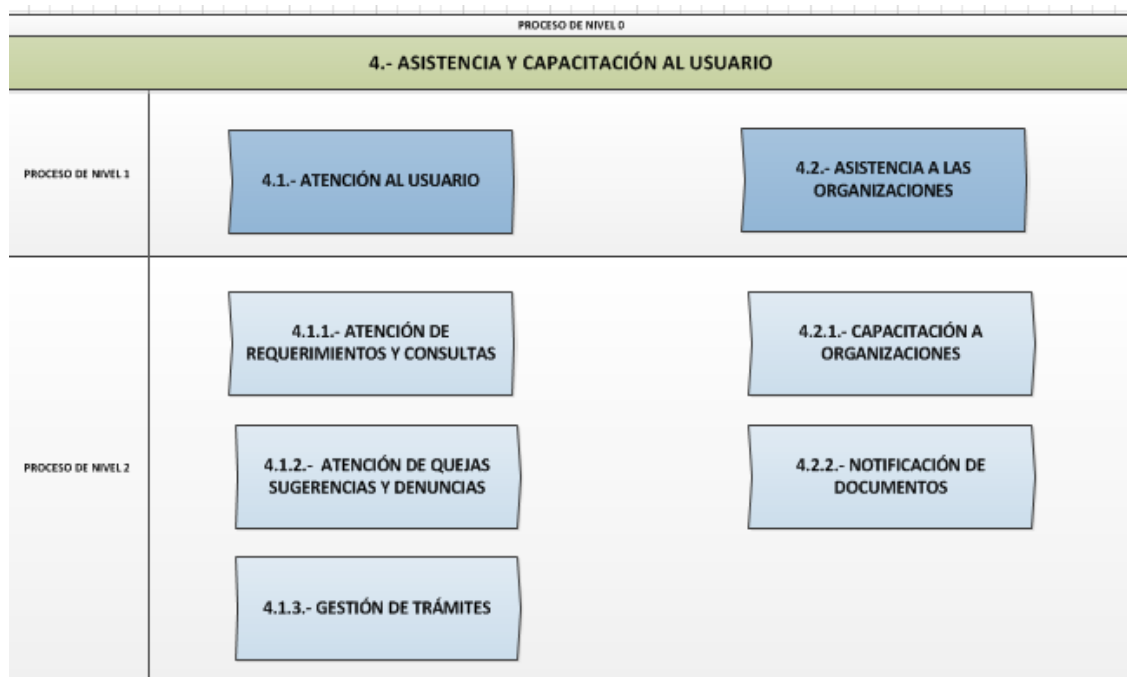 PROCESO DE NIVEL 0
4.- ASISTENCIA Y CAPACITACIÓN AL USUARIO
PROCESO DE NIVEL 1
4.1.- ATENCIÓN AL USUARIO
4.2.- ASISTENCIA A LAS
ORGANIZACIONES
PROCESO DE NIVEL 2
4.1.1.- ATENCIÓN DE
REQUERIMIENTOS Y CONSULTAS
4.2.1.- CAPACITACIÓN A
ORGANIZACIONES
4.1.2.- ATENCIÓN DE QUEJAS
SUGERENCIAS Y DENUNCIAS
4.2.2.- NOTIFICACIÓN DE
DOCUMENTOS
4.1.3.- GESTIÓN DE TRÁMITES